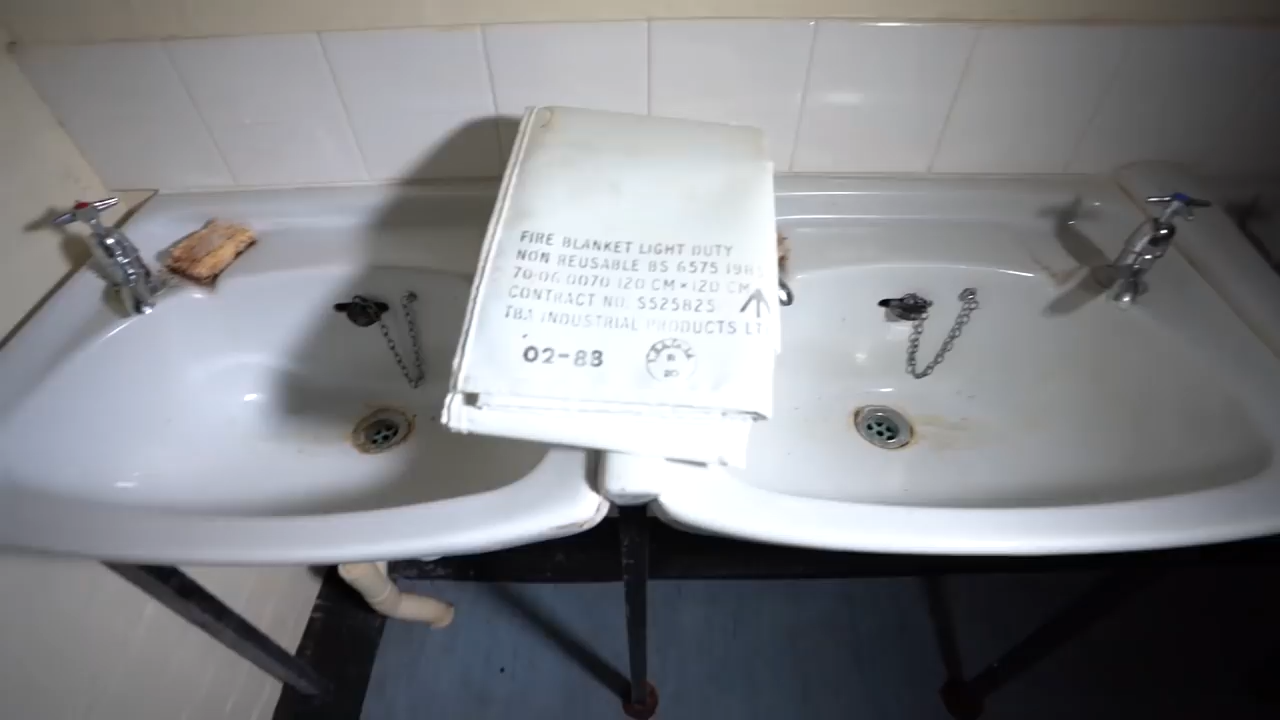 FIRE BLANKET LIGHT DUTY
NON REUSABLE BS 6575 198
70-06 0070 120 CM × 120 CM
CONTRACT NO. S525825
TBA INDUSTRIAL PRODUCTS LT
02-88